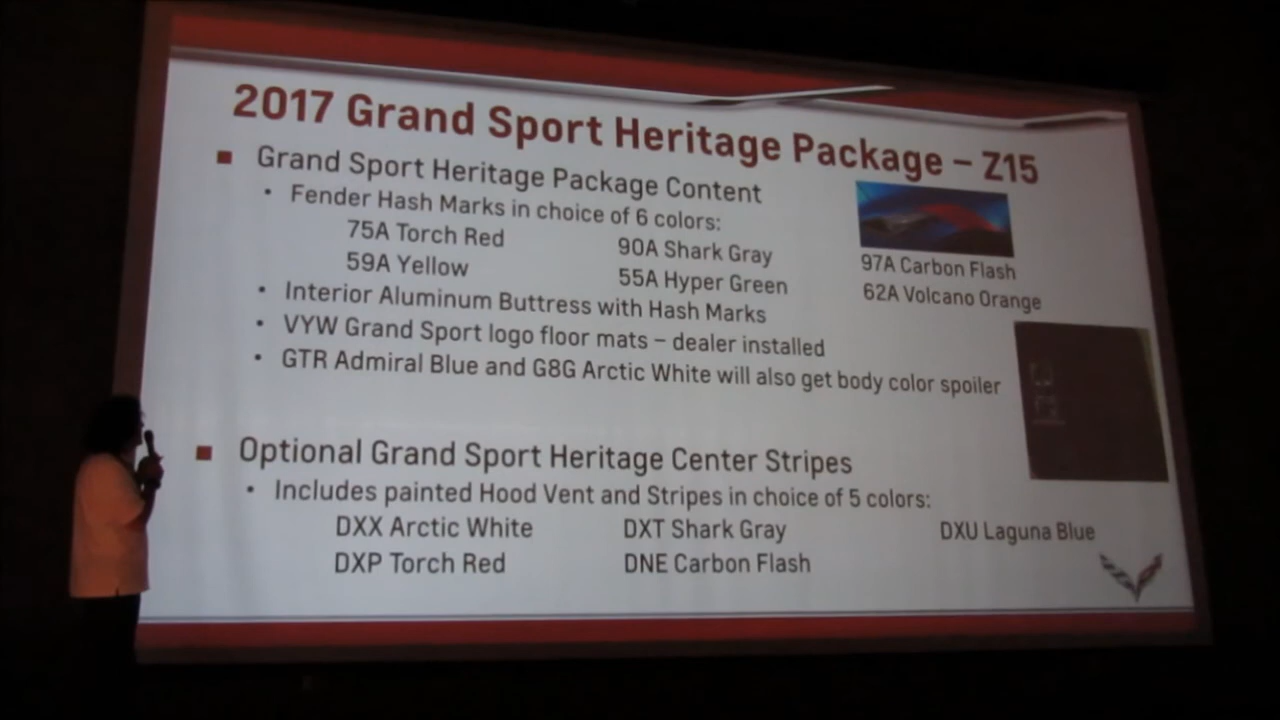 2017 Grand Sport Heritage Package – Z15
■ Grand Sport Heritage Package Content
• Fender Hash Marks in choice of 6 colors:
75A Torch Red 90A Shark Gray 97A Carbon Flash
59A Yellow 55A Hyper Green 62A Volcano Orange
• Interior Aluminum Buttress with Hash Marks
• VYW Grand Sport logo floor mats – dealer installed
• GTR Admiral Blue and G8G Arctic White will also get body color spoiler
■ Optional Grand Sport Heritage Center Stripes
• Includes painted Hood Vent and Stripes in choice of 5 colors:
DXX Arctic White DXT Shark Gray DXU Laguna Blue
DXP Torch Red DNE Carbon Flash